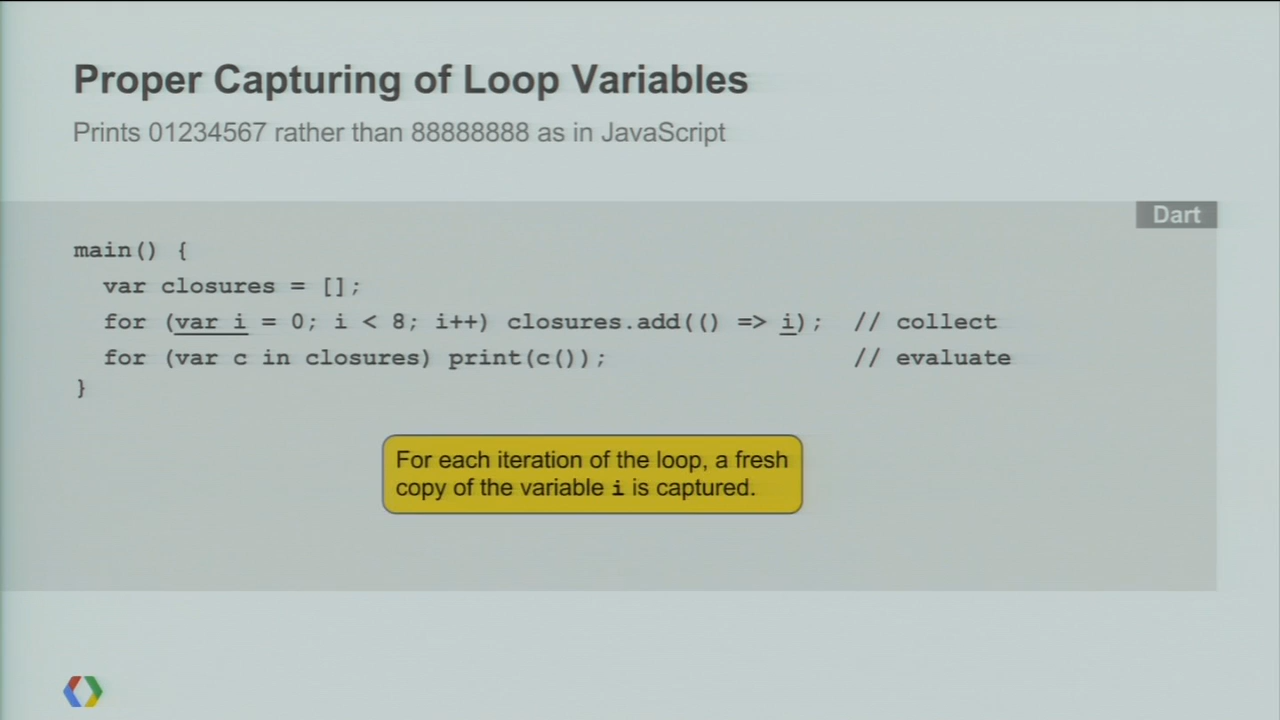 Proper Capturing of Loop Variables
Prints 01234567 rather than 88888888 as in JavaScript
Dart
main() {
var closures = [];
for (var i = 0; i < 8; i++) closures.add(() => i); // collect
for (var c in closures) print(c()); // evaluate
}
For each iteration of the loop, a fresh
copy of the variable i is captured.